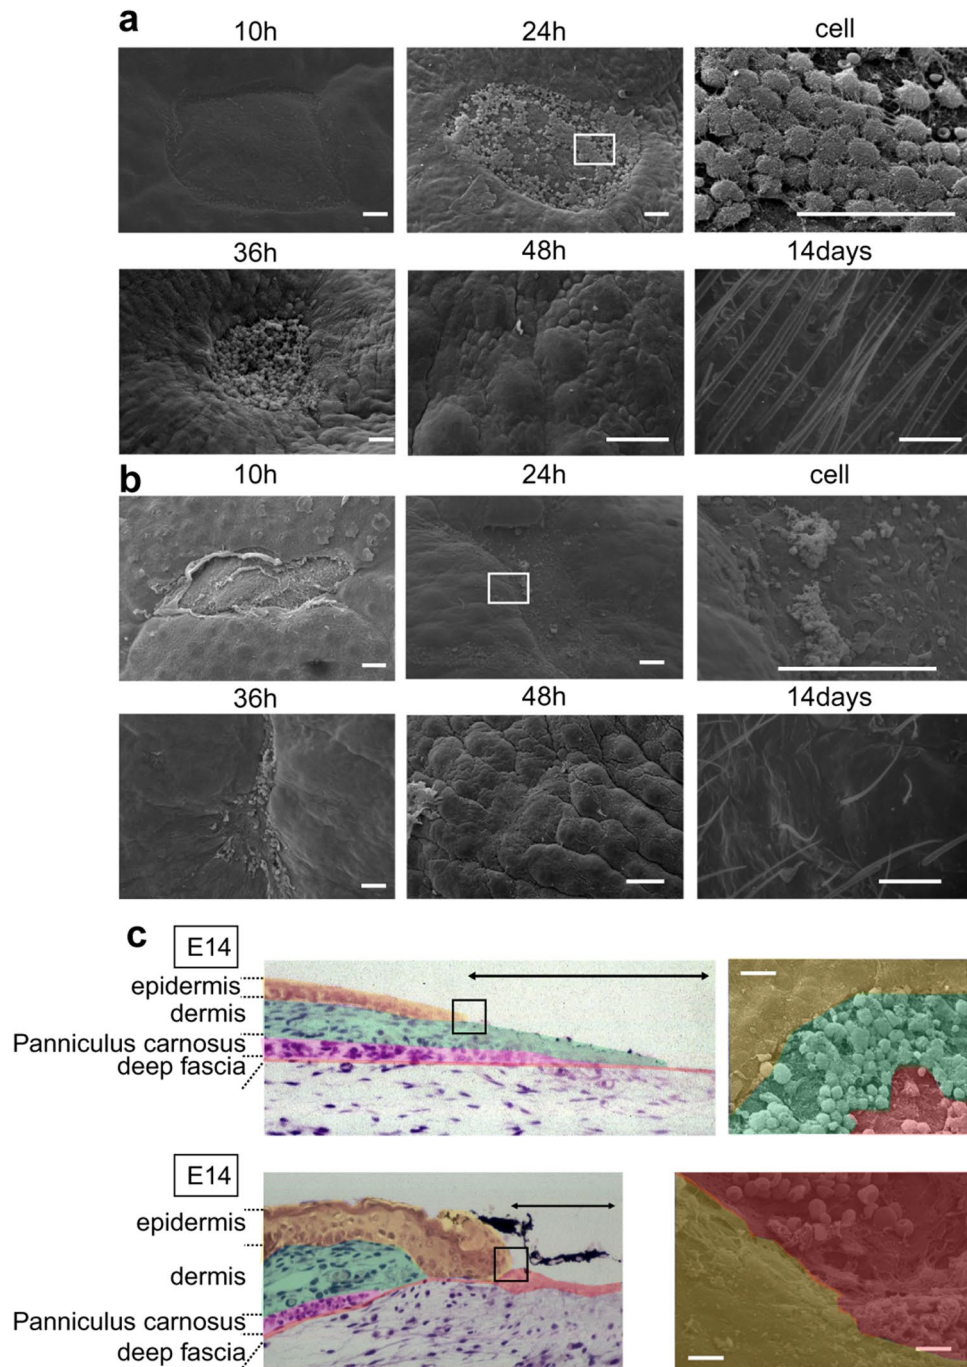 a
10h 24h cell
36h 48h 14days
b
10h 24h cell
36h 48h 14days
c
E14
epidermis
dermis
Panniculus carnosus
deep fascia
E14
epidermis
dermis
Panniculus carnosus
deep fascia